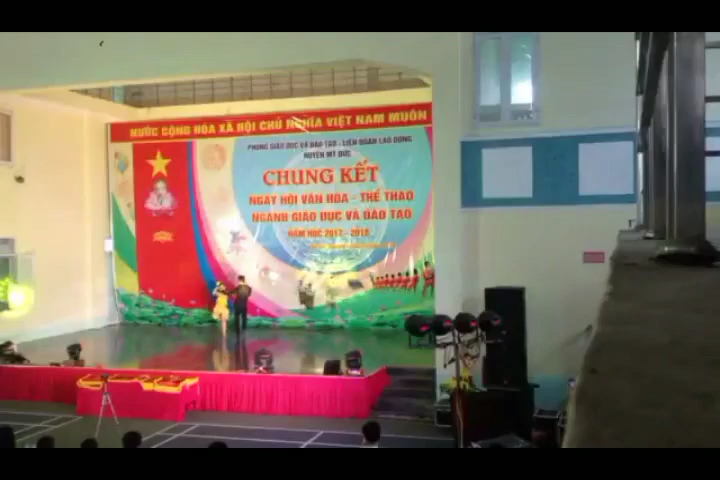 NƯỚC CỘNG HÒA XÃ HỘI CHỦ NGHĨA VIỆT NAM MUÔN
PHÒNG GIÁO DỤC VÀ ĐÀO TẠO - LIÊN ĐOÀN LAO ĐỘNG
HUYỆN MỸ ĐỨC
CHUNG KẾT
NGÀY HỘI VĂN HÓA - THỂ THAO
NGÀNH GIÁO DỤC VÀ ĐÀO TẠO
NĂM HỌC 2017 - 2018